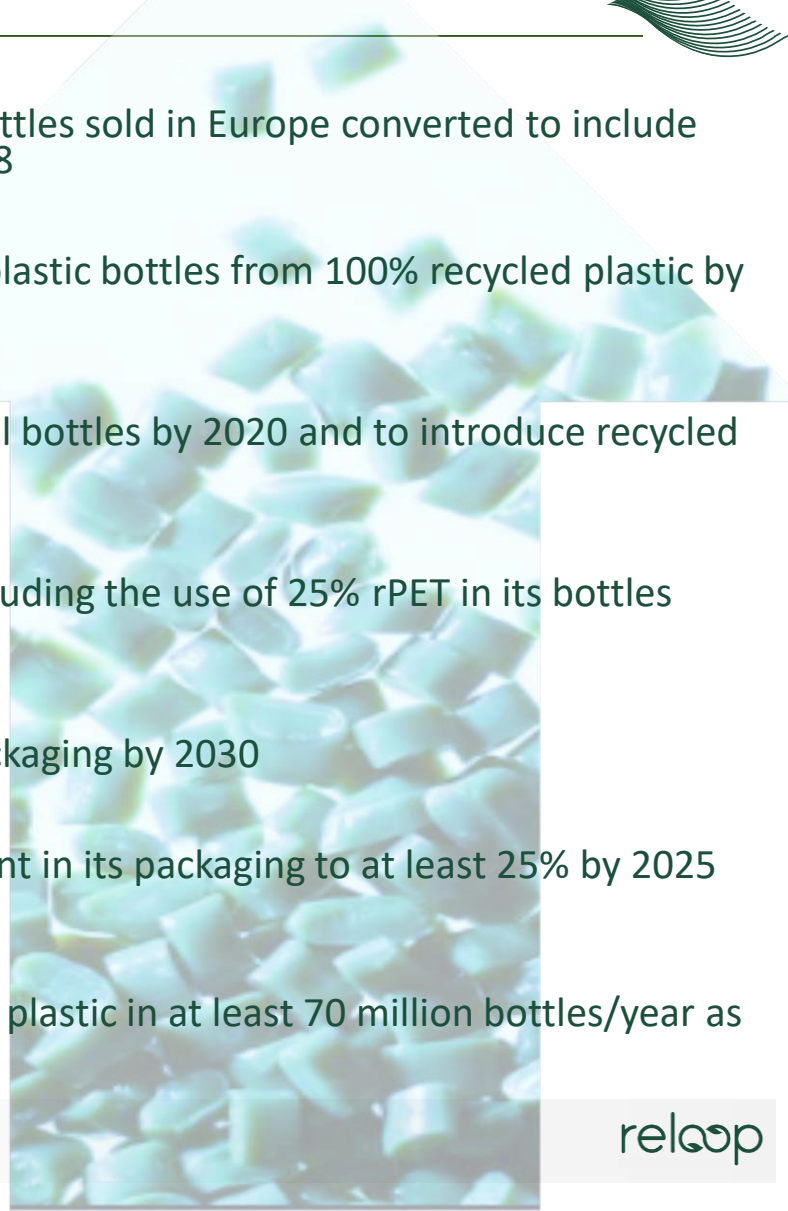 ttles sold in Europe converted to include
8
plastic bottles from 100% recycled plastic by
l bottles by 2020 and to introduce recycled
uding the use of 25% rPET in its bottles
ckaging by 2030
nt in its packaging to at least 25% by 2025
plastic in at least 70 million bottles/year as
reloop